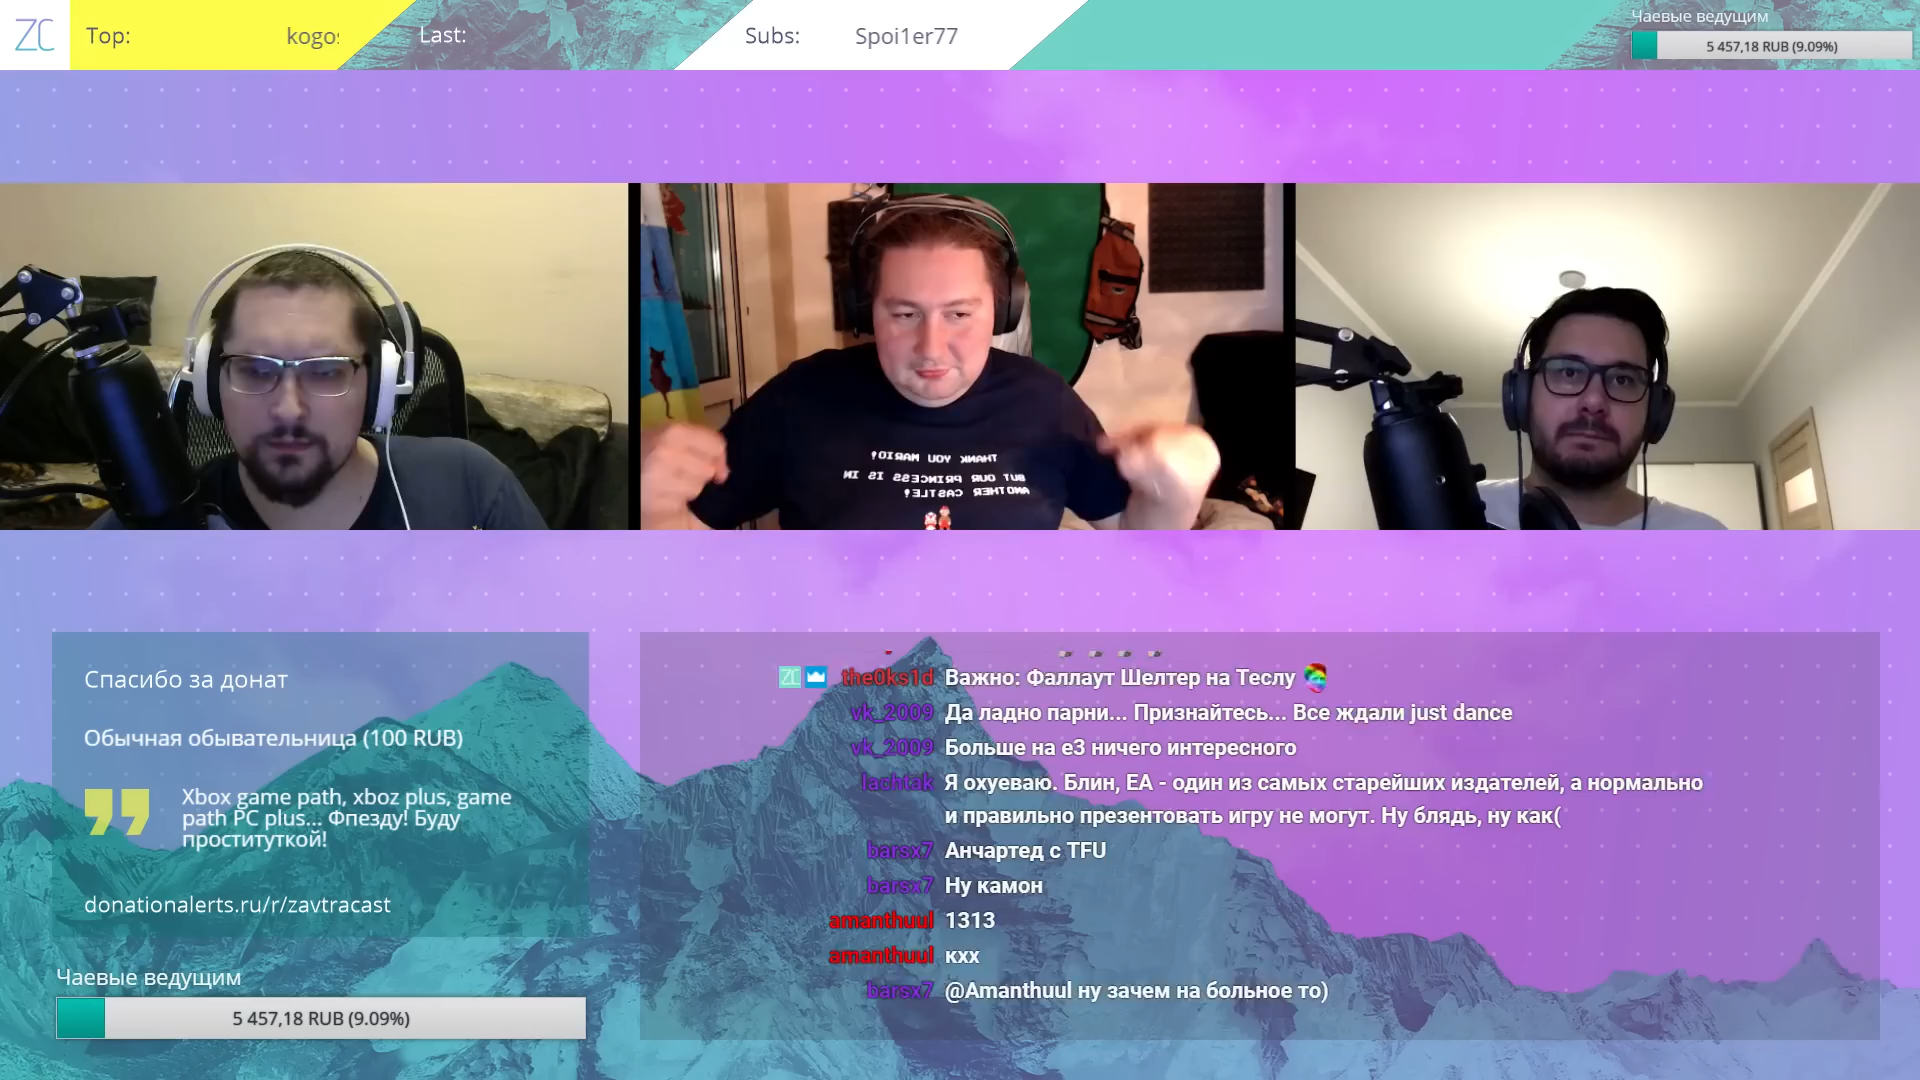 ZC
Top:
kogo
Last:
Subs:
Spoi1er77
Чаевые ведущим
5 457,18 RUB (9.09%)
THANK YOU MARIO!
BUT OUR PRINCESS IS IN
ANOTHER CASTLE!
Спасибо за донат
Обычная обывательница (100 RUB)
Xbox game path, xboz plus, game
path PC plus... Фпезду! Буду
проституткой!
donationalerts.ru/r/zavtracast
Чаевые ведущим
5 457,18 RUB (9.09%)
ZC the0ks1d Важно: Фаллаут Шелтер на Теслу
vk_2009 Да ладно парни... Признайтесь... Все ждали just dance
vk_2009 Больше на е3 ничего интересного
lachtak Я охуеваю. Блин, EA - один из самых старейших издателей, а нормально
и правильно презентовать игру не могут. Ну блядь, ну как(
barsx7 Анчартед с TFU
barsx7 Ну камон
amanthuul 1313
amanthuul кхх
barsx7 @Amanthuul ну зачем на больное то)